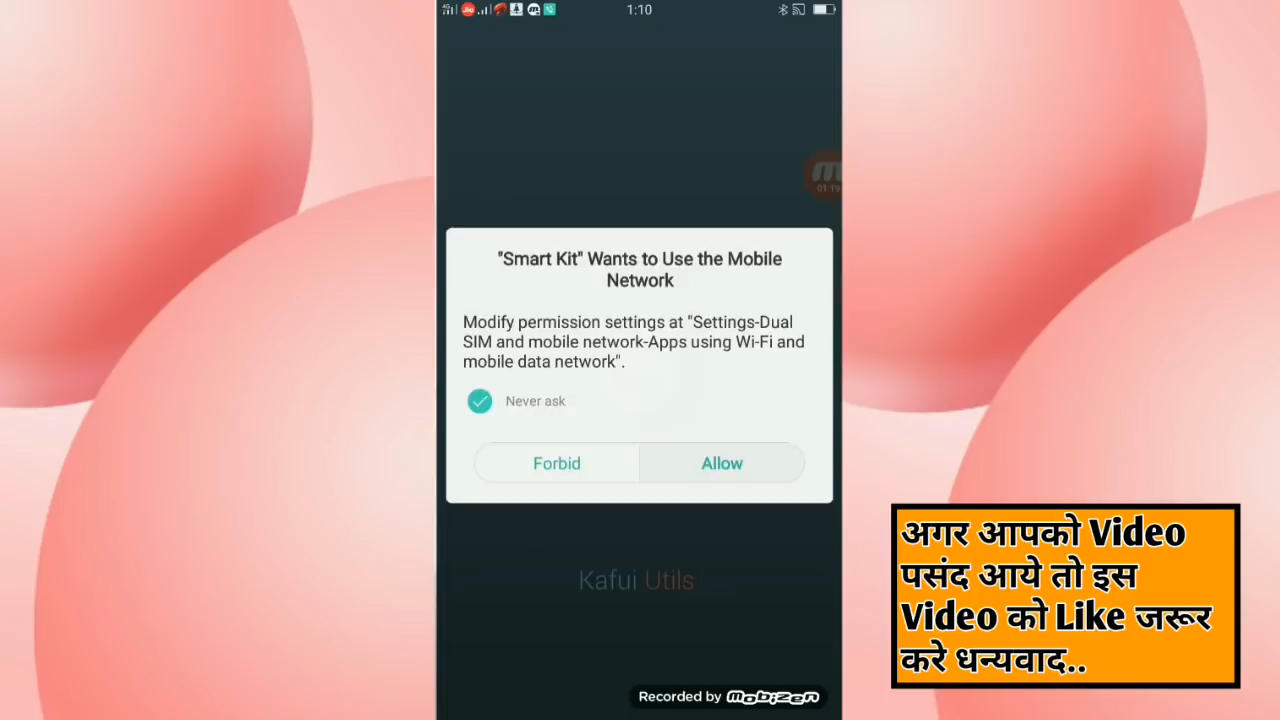 1:10
01:19
"Smart Kit" Wants to Use the Mobile
Network
Modify permission settings at "Settings-Dual
SIM and mobile network-Apps using Wi-Fi and
mobile data network".
Never ask
Forbid Allow
Kafui Utils
अगर आपको Video
पसंद आये तो इस
Video को Like जरूर
करे धन्यवाद..
Recorded by mobizen